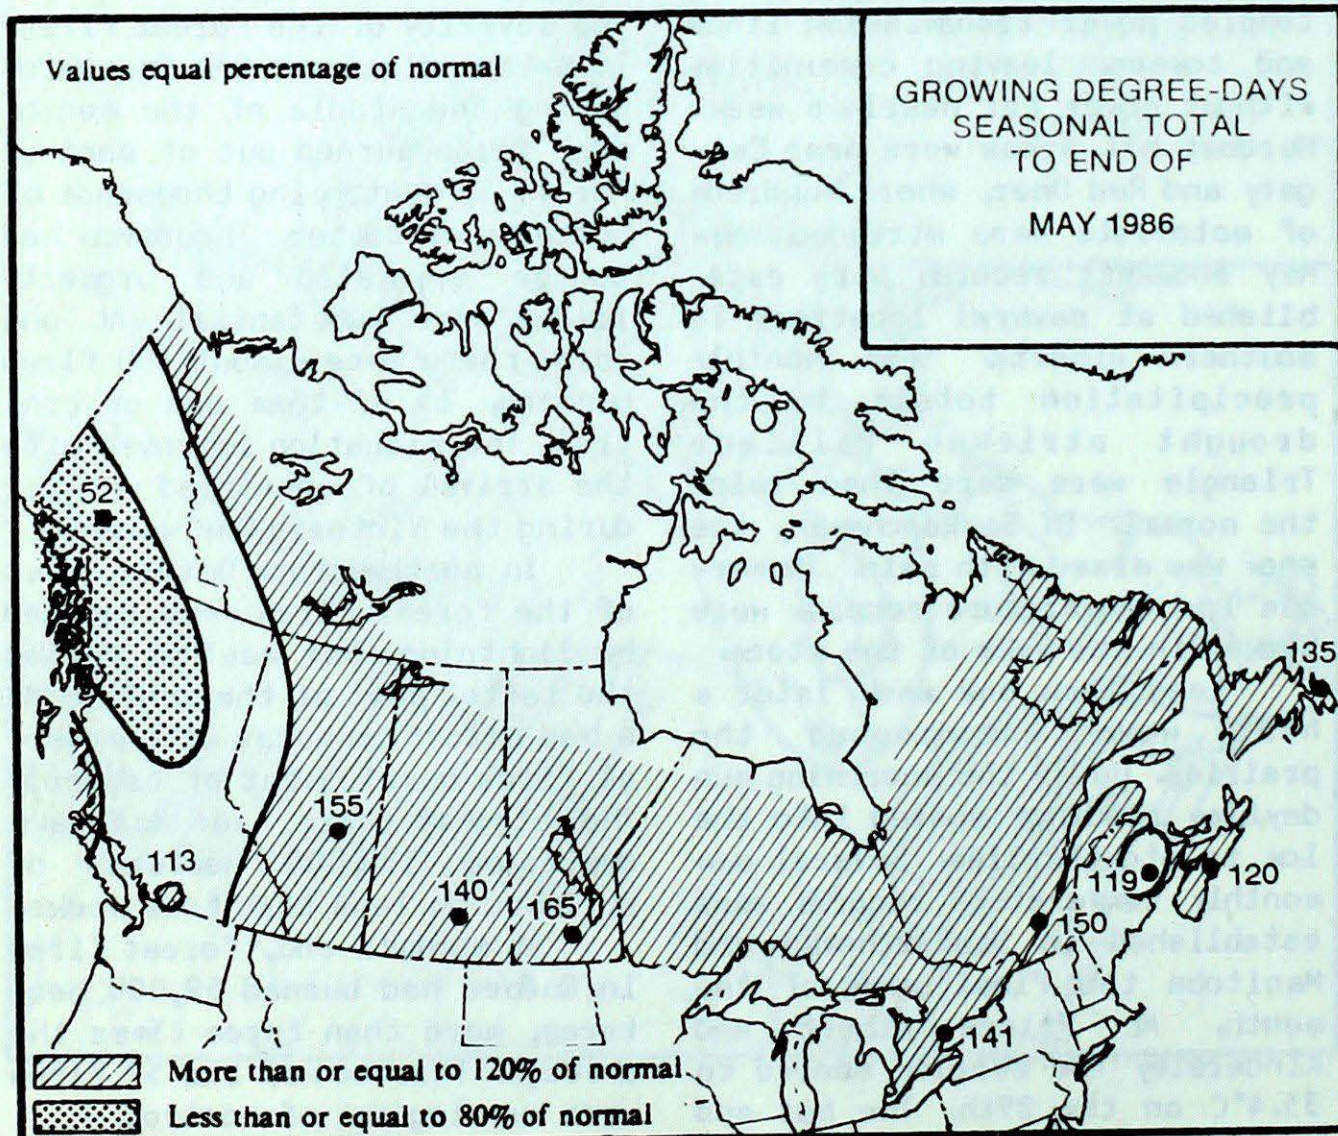 Values equal percentage of normal
GROWING DEGREE-DAYS
SEASONAL TOTAL
TO END OF
MAY 1986
52
135
155
113
140
165
119
120
150
141
More than or equal to 120% of normal
Less than or equal to 80% of normal